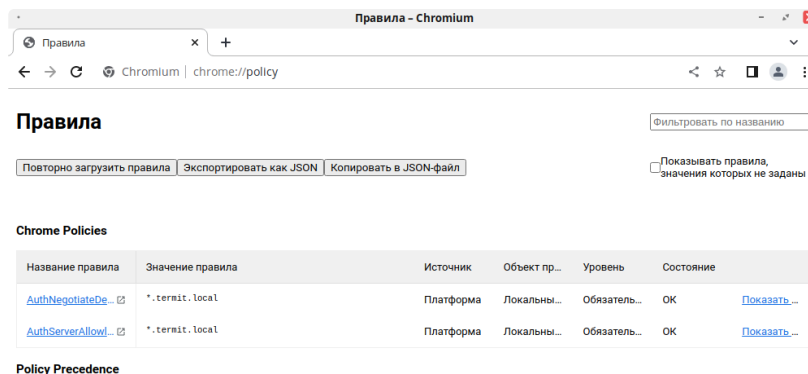 Правила – Chromium
Правила
Chromium | chrome://policy
Правила
Фильтровать по названию
Повторно загрузить правила Экспортировать как JSON Копировать в JSON-файл
Показывать правила,
значения которых не заданы
Chrome Policies
Название правила Значение правила Источник Объект пр... Уровень Состояние
AuthNegotiateDe... *.termit.local Платформа Локальны... Обязатель... ОК Показать ...
AuthServerAllowl... *.termit.local Платформа Локальны... Обязатель... ОК Показать ...
Policy Precedence